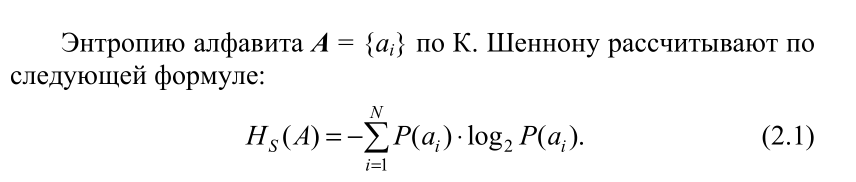 Энтропию алфавита A = {aᵢ} по К. Шеннону рассчитывают по
следующей формуле:
H_S(A) = −∑_{i=1}^{N} P(aᵢ) · log₂ P(aᵢ). (2.1)